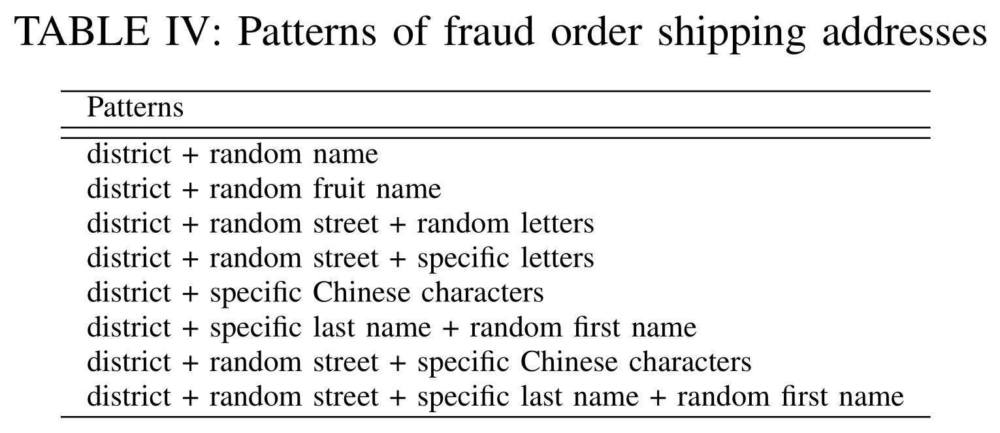 TABLE IV: Patterns of fraud order shipping addresses
Patterns
district + random name
district + random fruit name
district + random street + random letters
district + random street + specific letters
district + specific Chinese characters
district + specific last name + random first name
district + random street + specific Chinese characters
district + random street + specific last name + random first name